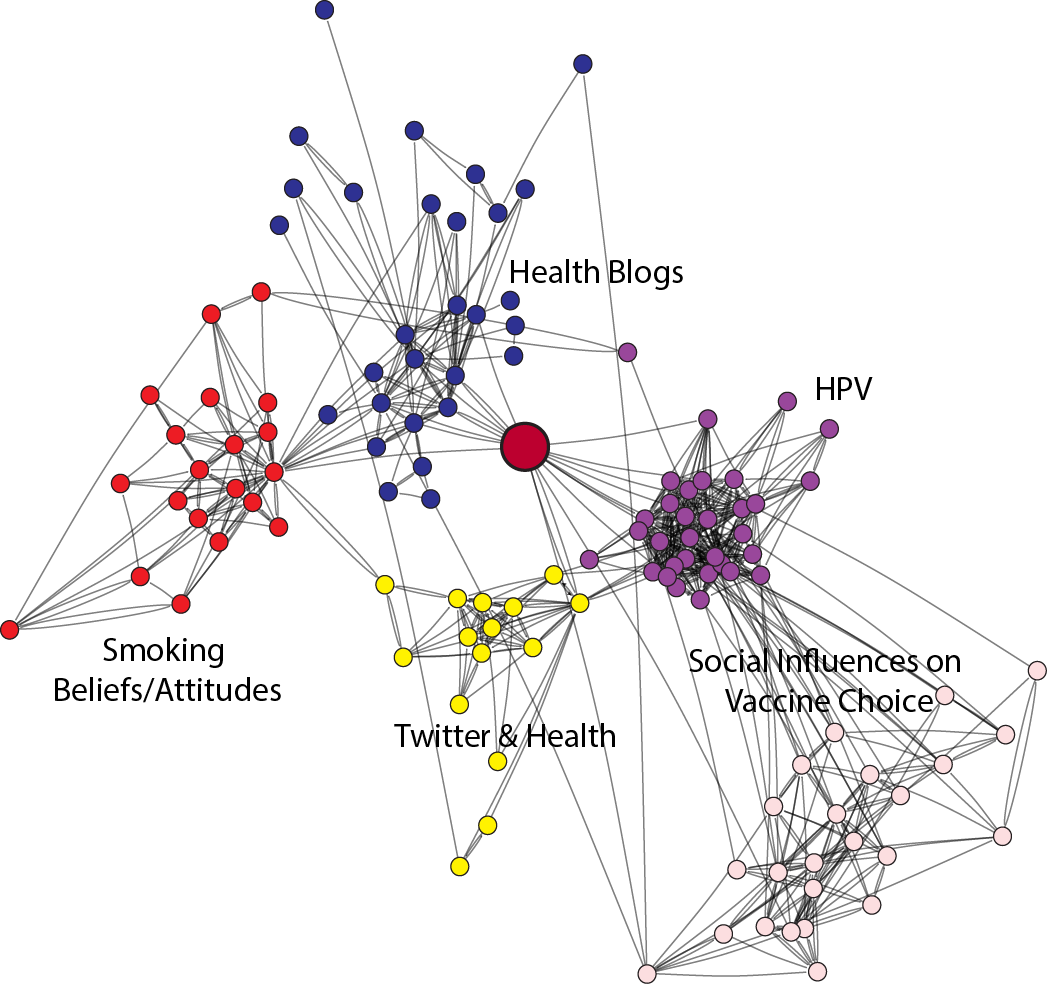 Health Blogs
HPV
Smoking
Beliefs/Attitudes
Social Influences on
Vaccine Choice
Twitter & Health